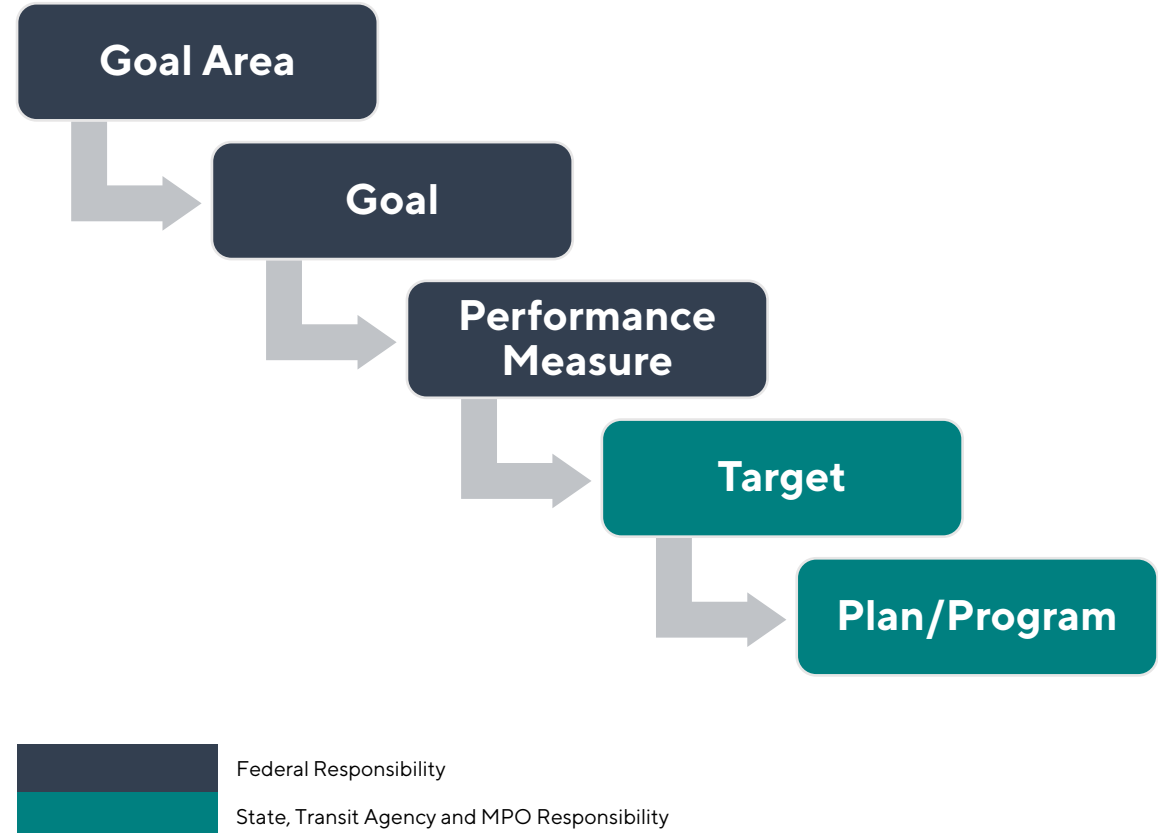 Goal Area
Goal
Performance
Measure
Target
Plan/Program
Federal Responsibility
State, Transit Agency and MPO Responsibility